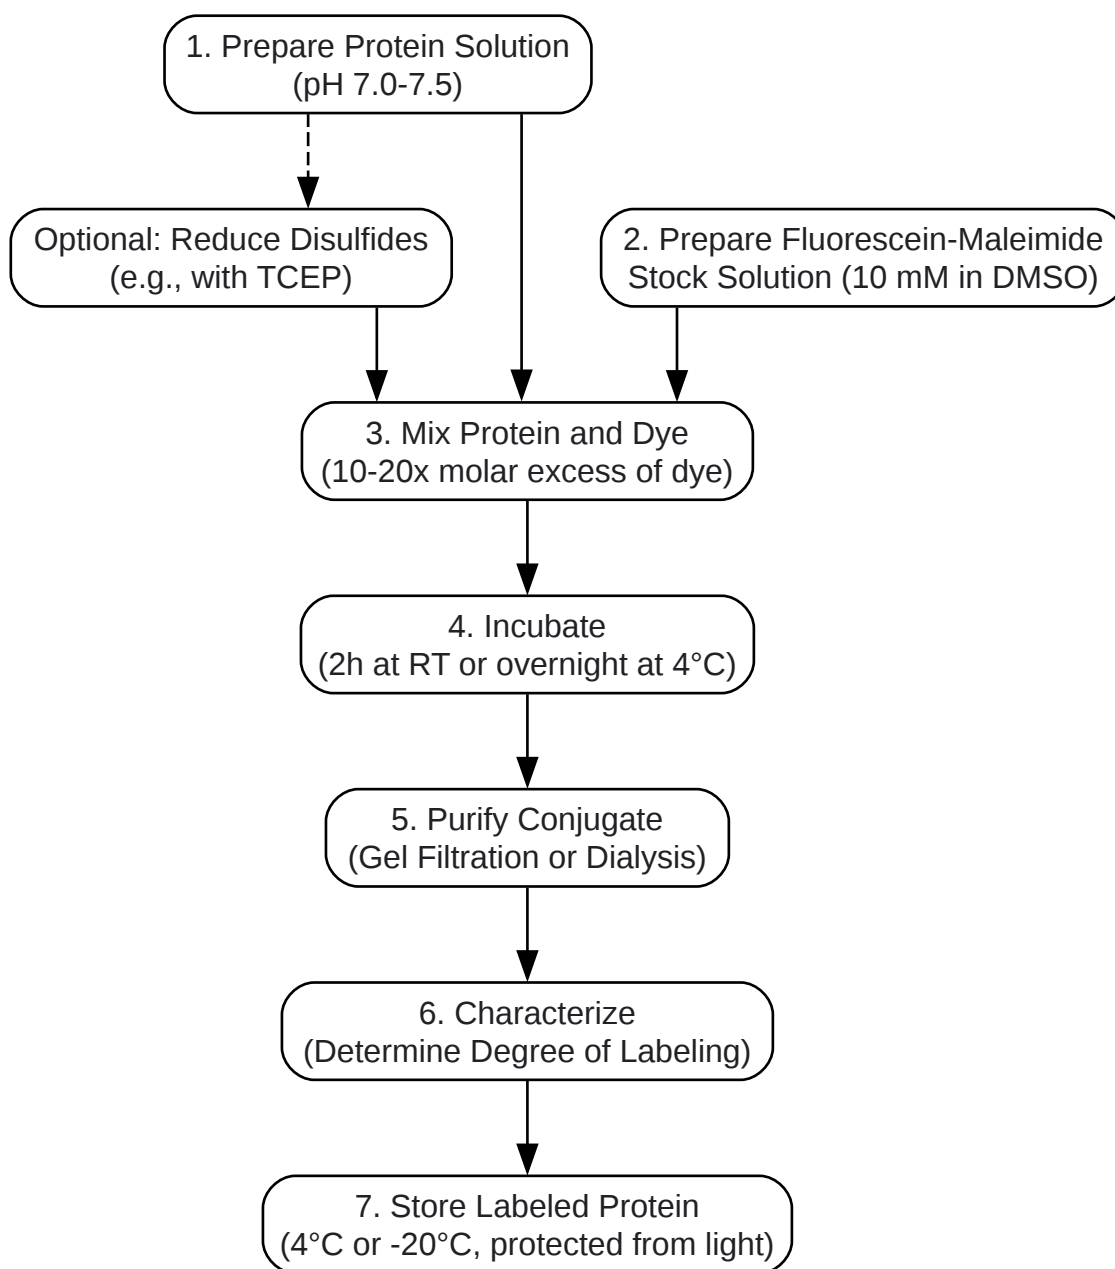 1. Prepare Protein Solution
(pH 7.0-7.5)
Optional: Reduce Disulfides
(e.g., with TCEP)
2. Prepare Fluorescein-Maleimide
Stock Solution (10 mM in DMSO)
3. Mix Protein and Dye
(10-20x molar excess of dye)
4. Incubate
(2h at RT or overnight at 4°C)
5. Purify Conjugate
(Gel Filtration or Dialysis)
6. Characterize
(Determine Degree of Labeling)
7. Store Labeled Protein
(4°C or -20°C, protected from light)